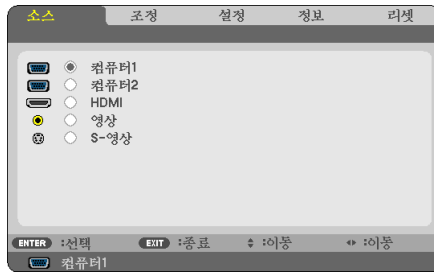 소스 조정 설정 정보 리셋
컴퓨터1
컴퓨터2
HDMI
영상
S-영상
ENTER :선택 EXIT :종료 :이동 :이동
컴퓨터1